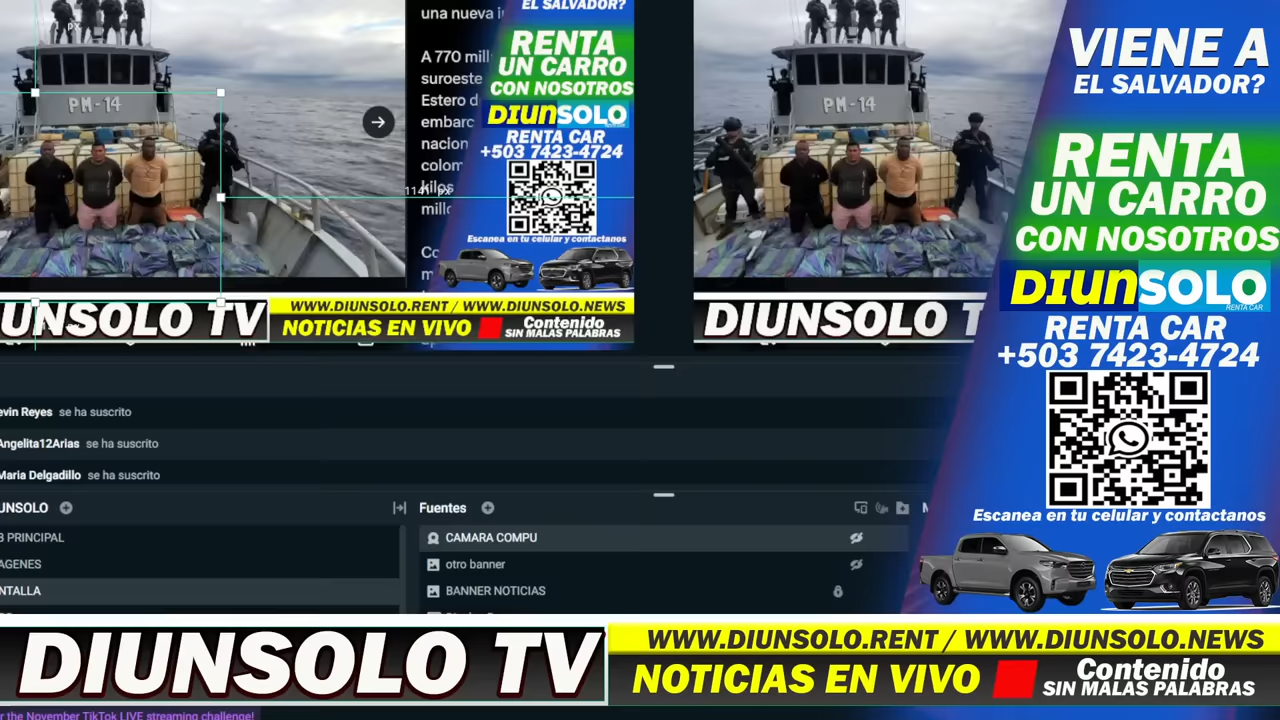 una nueva
A 770 mill
suroeste
Estero d
embarc
nacion
colom
kilos
millo
Co
m
PM-14
EL SALVADOR?
RENTA
UN CARRO
CON NOSOTROS
DIUNSOLO
RENTA CAR
+503 7423-4724
Escanea en tu celular y contactanos
UNSOLO TV
WWW.DIUNSOLO.RENT / WWW.DIUNSOLO.NEWS
NOTICIAS EN VIVO
Contenido
SIN MALAS PALABRAS
1141 px
PM-14
DIUNSOLO T
VIENE A
EL SALVADOR?
RENTA
UN CARRO
CON NOSOTROS
DIUNSOLO
RENTA CAR
RENTA CAR
+503 7423-4724
Escanea en tu celular y contactanos
evin Reyes se ha suscrito
Angelita12Arias se ha suscrito
Maria Delgadillo se ha suscrito
UNSOLO
B PRINCIPAL
AGENES
NTALLA
Fuentes
CAMARA COMPU
otro banner
BANNER NOTICIAS
DIUNSOLO TV
WWW.DIUNSOLO.RENT / WWW.DIUNSOLO.NEWS
NOTICIAS EN VIVO
Contenido
SIN MALAS PALABRAS
r the November TikTok LIVE streaming challenge!